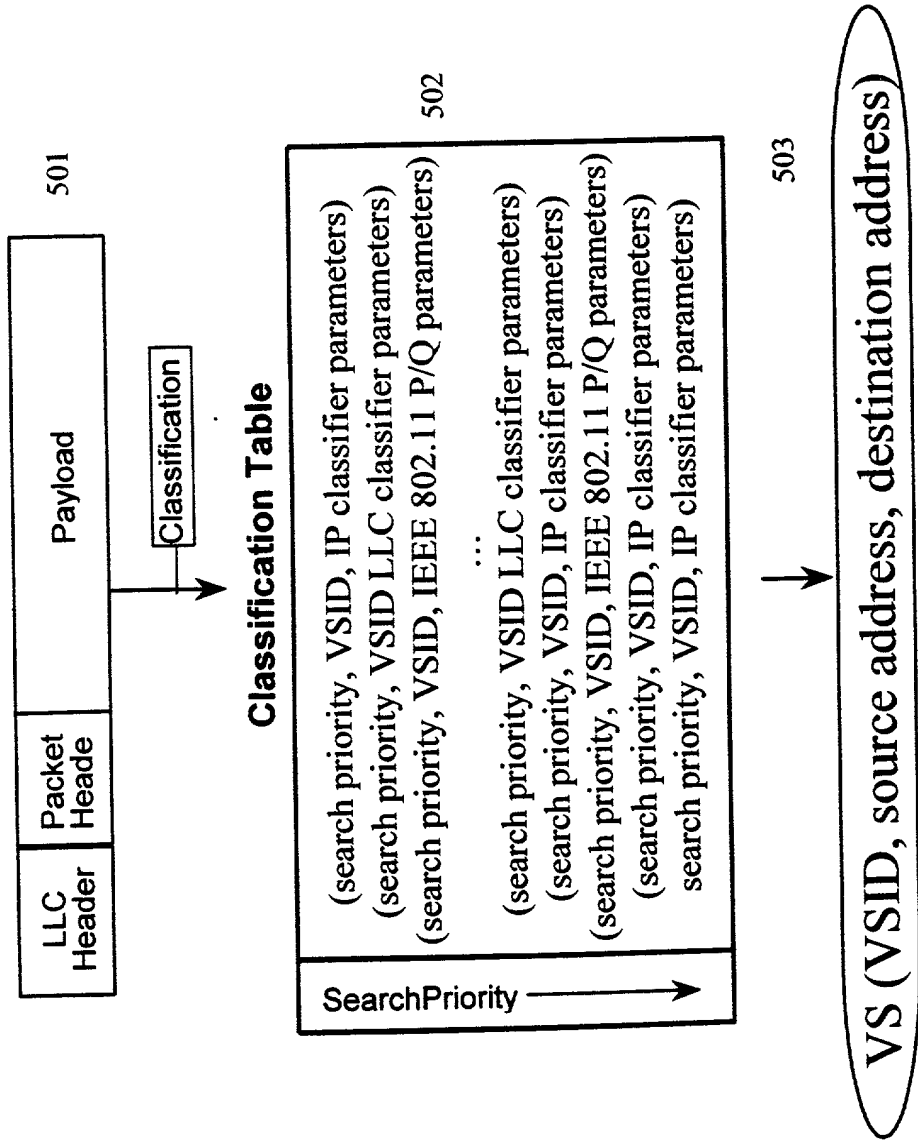 LLC
Header
Packet
Heade
Payload
501
Classification
Classification Table
SearchPriority
(search priority, VSID, IP classifier parameters)
(search priority, VSID LLC classifier parameters)
(search priority, VSID, IEEE 802.11 P/Q parameters)
...
(search priority, VSID LLC classifier parameters)
(search priority, VSID, IP classifier parameters)
(search priority, VSID, IEEE 802.11 P/Q parameters)
(search priority, VSID, IP classifier parameters)
search priority, VSID, IP classifier parameters)
502
503
VS (VSID, source address, destination address)